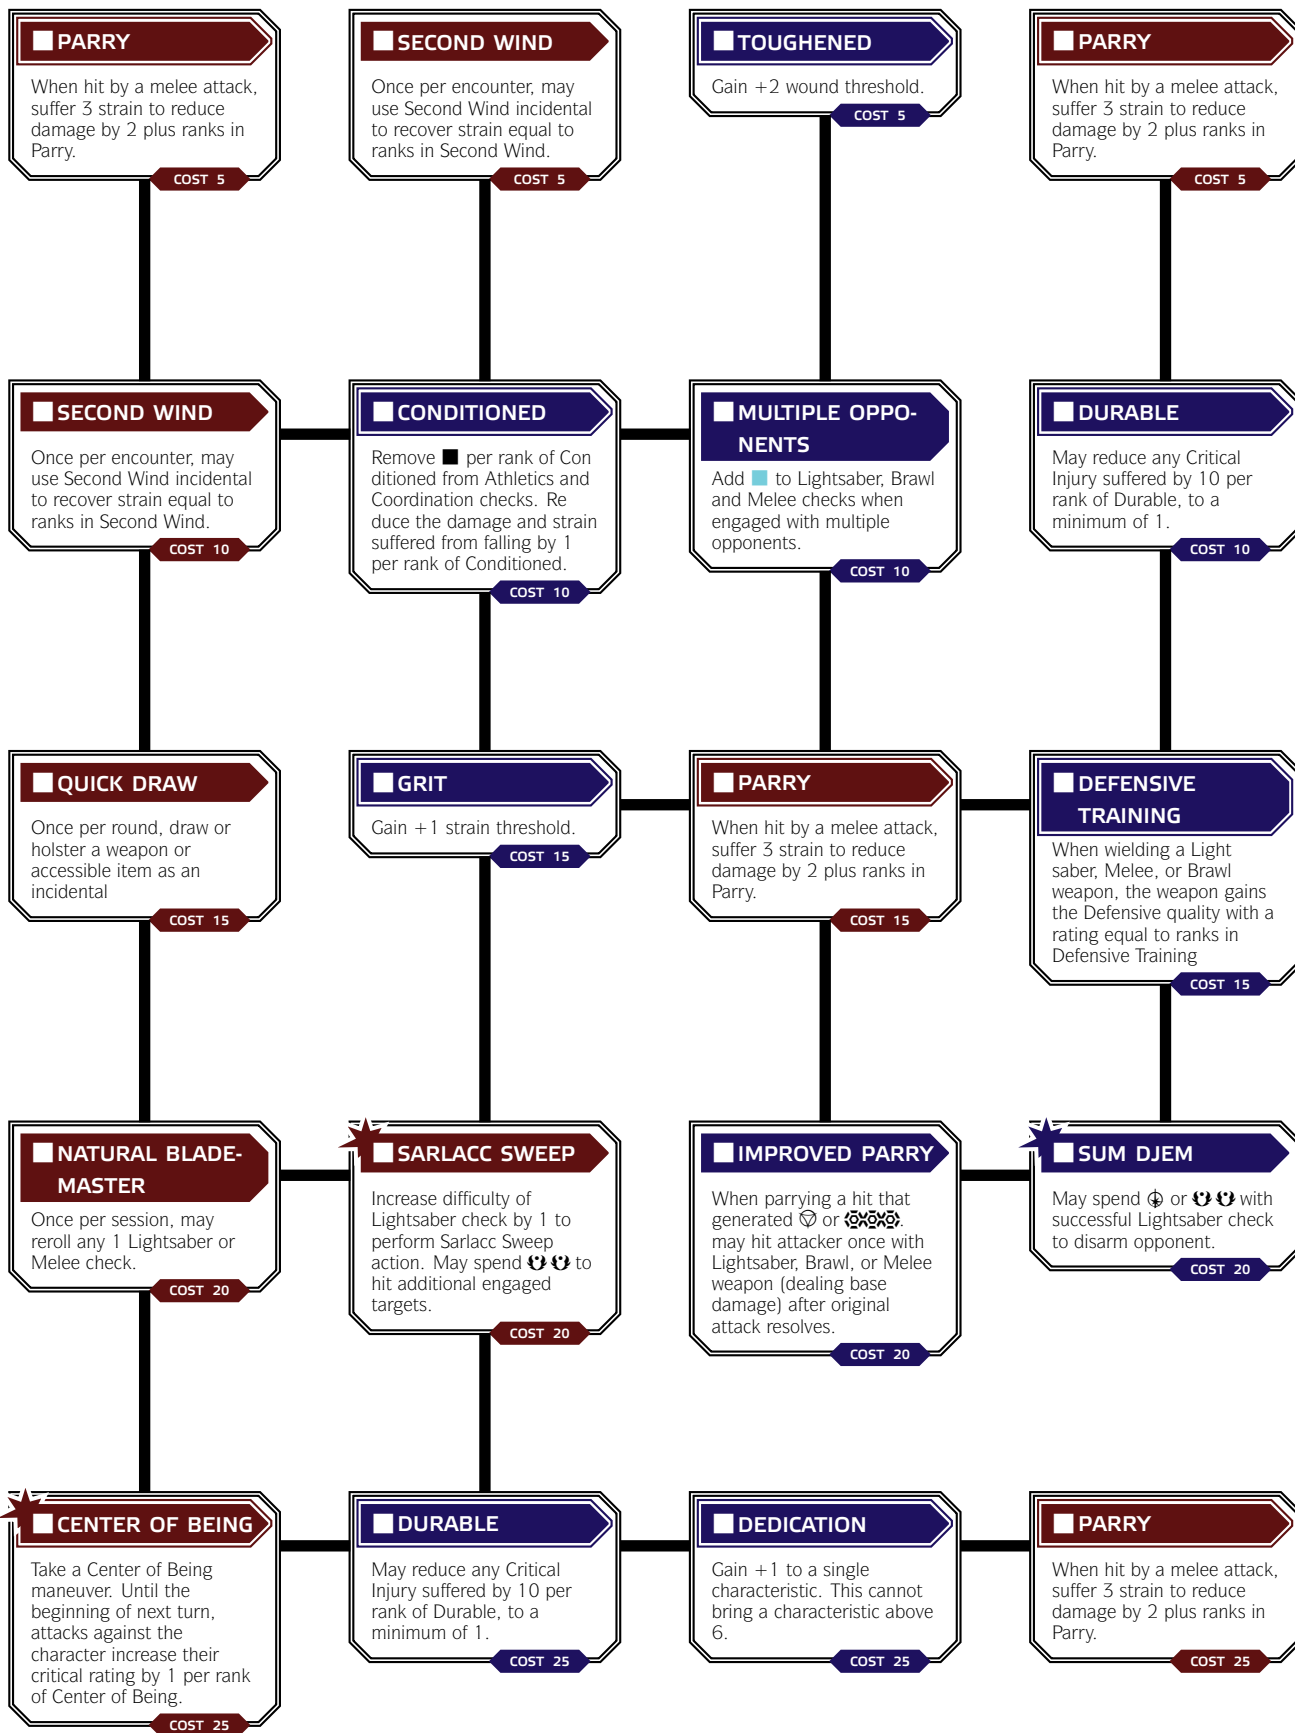 PARRY
When hit by a melee attack,
suffer 3 strain to reduce
damage by 2 plus ranks in
Parry.
COST 5
SECOND WIND
Once per encounter, may
use Second Wind incidental
to recover strain equal to
ranks in Second Wind.
COST 5
TOUGHENED
Gain +2 wound threshold.
COST 5
PARRY
When hit by a melee attack,
suffer 3 strain to reduce
damage by 2 plus ranks in
Parry.
COST 5
SECOND WIND
Once per encounter, may
use Second Wind incidental
to recover strain equal to
ranks in Second Wind.
COST 10
CONDITIONED
Remove ■ per rank of Con
ditioned from Athletics and
Coordination checks. Re
duce the damage and strain
suffered from falling by 1
per rank of Conditioned.
COST 10
MULTIPLE OPPO-
NENTS
Add ■ to Lightsaber, Brawl
and Melee checks when
engaged with multiple
opponents.
COST 10
DURABLE
May reduce any Critical
Injury suffered by 10 per
rank of Durable, to a
minimum of 1.
COST 10
QUICK DRAW
Once per round, draw or
holster a weapon or
accessible item as an
incidental
COST 15
GRIT
Gain +1 strain threshold.
COST 15
PARRY
When hit by a melee attack,
suffer 3 strain to reduce
damage by 2 plus ranks in
Parry.
COST 15
DEFENSIVE
TRAINING
When wielding a Light
saber, Melee, or Brawl
weapon, the weapon gains
the Defensive quality with a
rating equal to ranks in
Defensive Training
COST 15
NATURAL BLADE-
MASTER
Once per session, may
reroll any 1 Lightsaber or
Melee check.
COST 20
SARLACC SWEEP
Increase difficulty of
Lightsaber check by 1 to
perform Sarlacc Sweep
action. May spend to
hit additional engaged
targets.
COST 20
IMPROVED PARRY
When parrying a hit that
generated or .
may hit attacker once with
Lightsaber, Brawl, or Melee
weapon (dealing base
damage) after original
attack resolves.
COST 20
SUM DJEM
May spend or with
successful Lightsaber check
to disarm opponent.
COST 20
CENTER OF BEING
Take a Center of Being
maneuver. Until the
beginning of next turn,
attacks against the
character increase their
critical rating by 1 per rank
of Center of Being.
COST 25
DURABLE
May reduce any Critical
Injury suffered by 10 per
rank of Durable, to a
minimum of 1.
COST 25
DEDICATION
Gain +1 to a single
characteristic. This cannot
bring a characteristic above
6.
COST 25
PARRY
When hit by a melee attack,
suffer 3 strain to reduce
damage by 2 plus ranks in
Parry.
COST 25